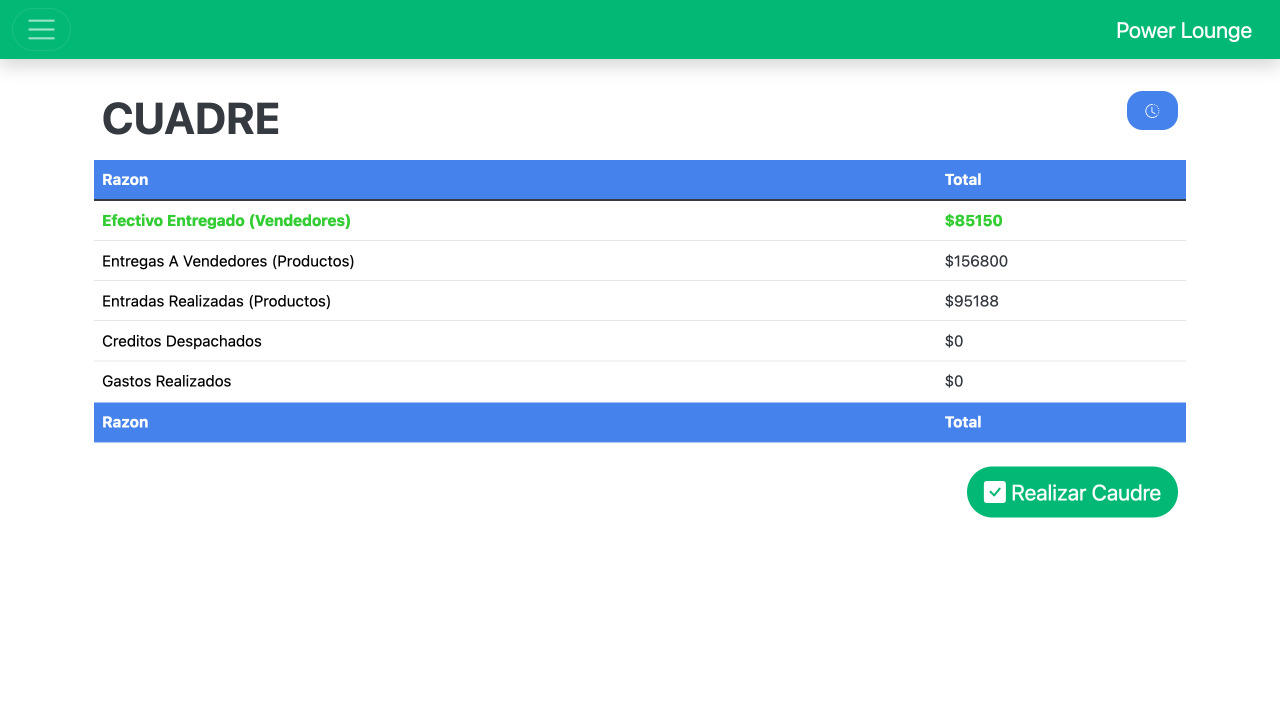 Power Lounge
CUADRE
Razon Total
Efectivo Entregado (Vendedores) $85150
Entregas A Vendedores (Productos) $156800
Entradas Realizadas (Productos) $95188
Creditos Despachados $0
Gastos Realizados $0
Razon Total
Realizar Caudre